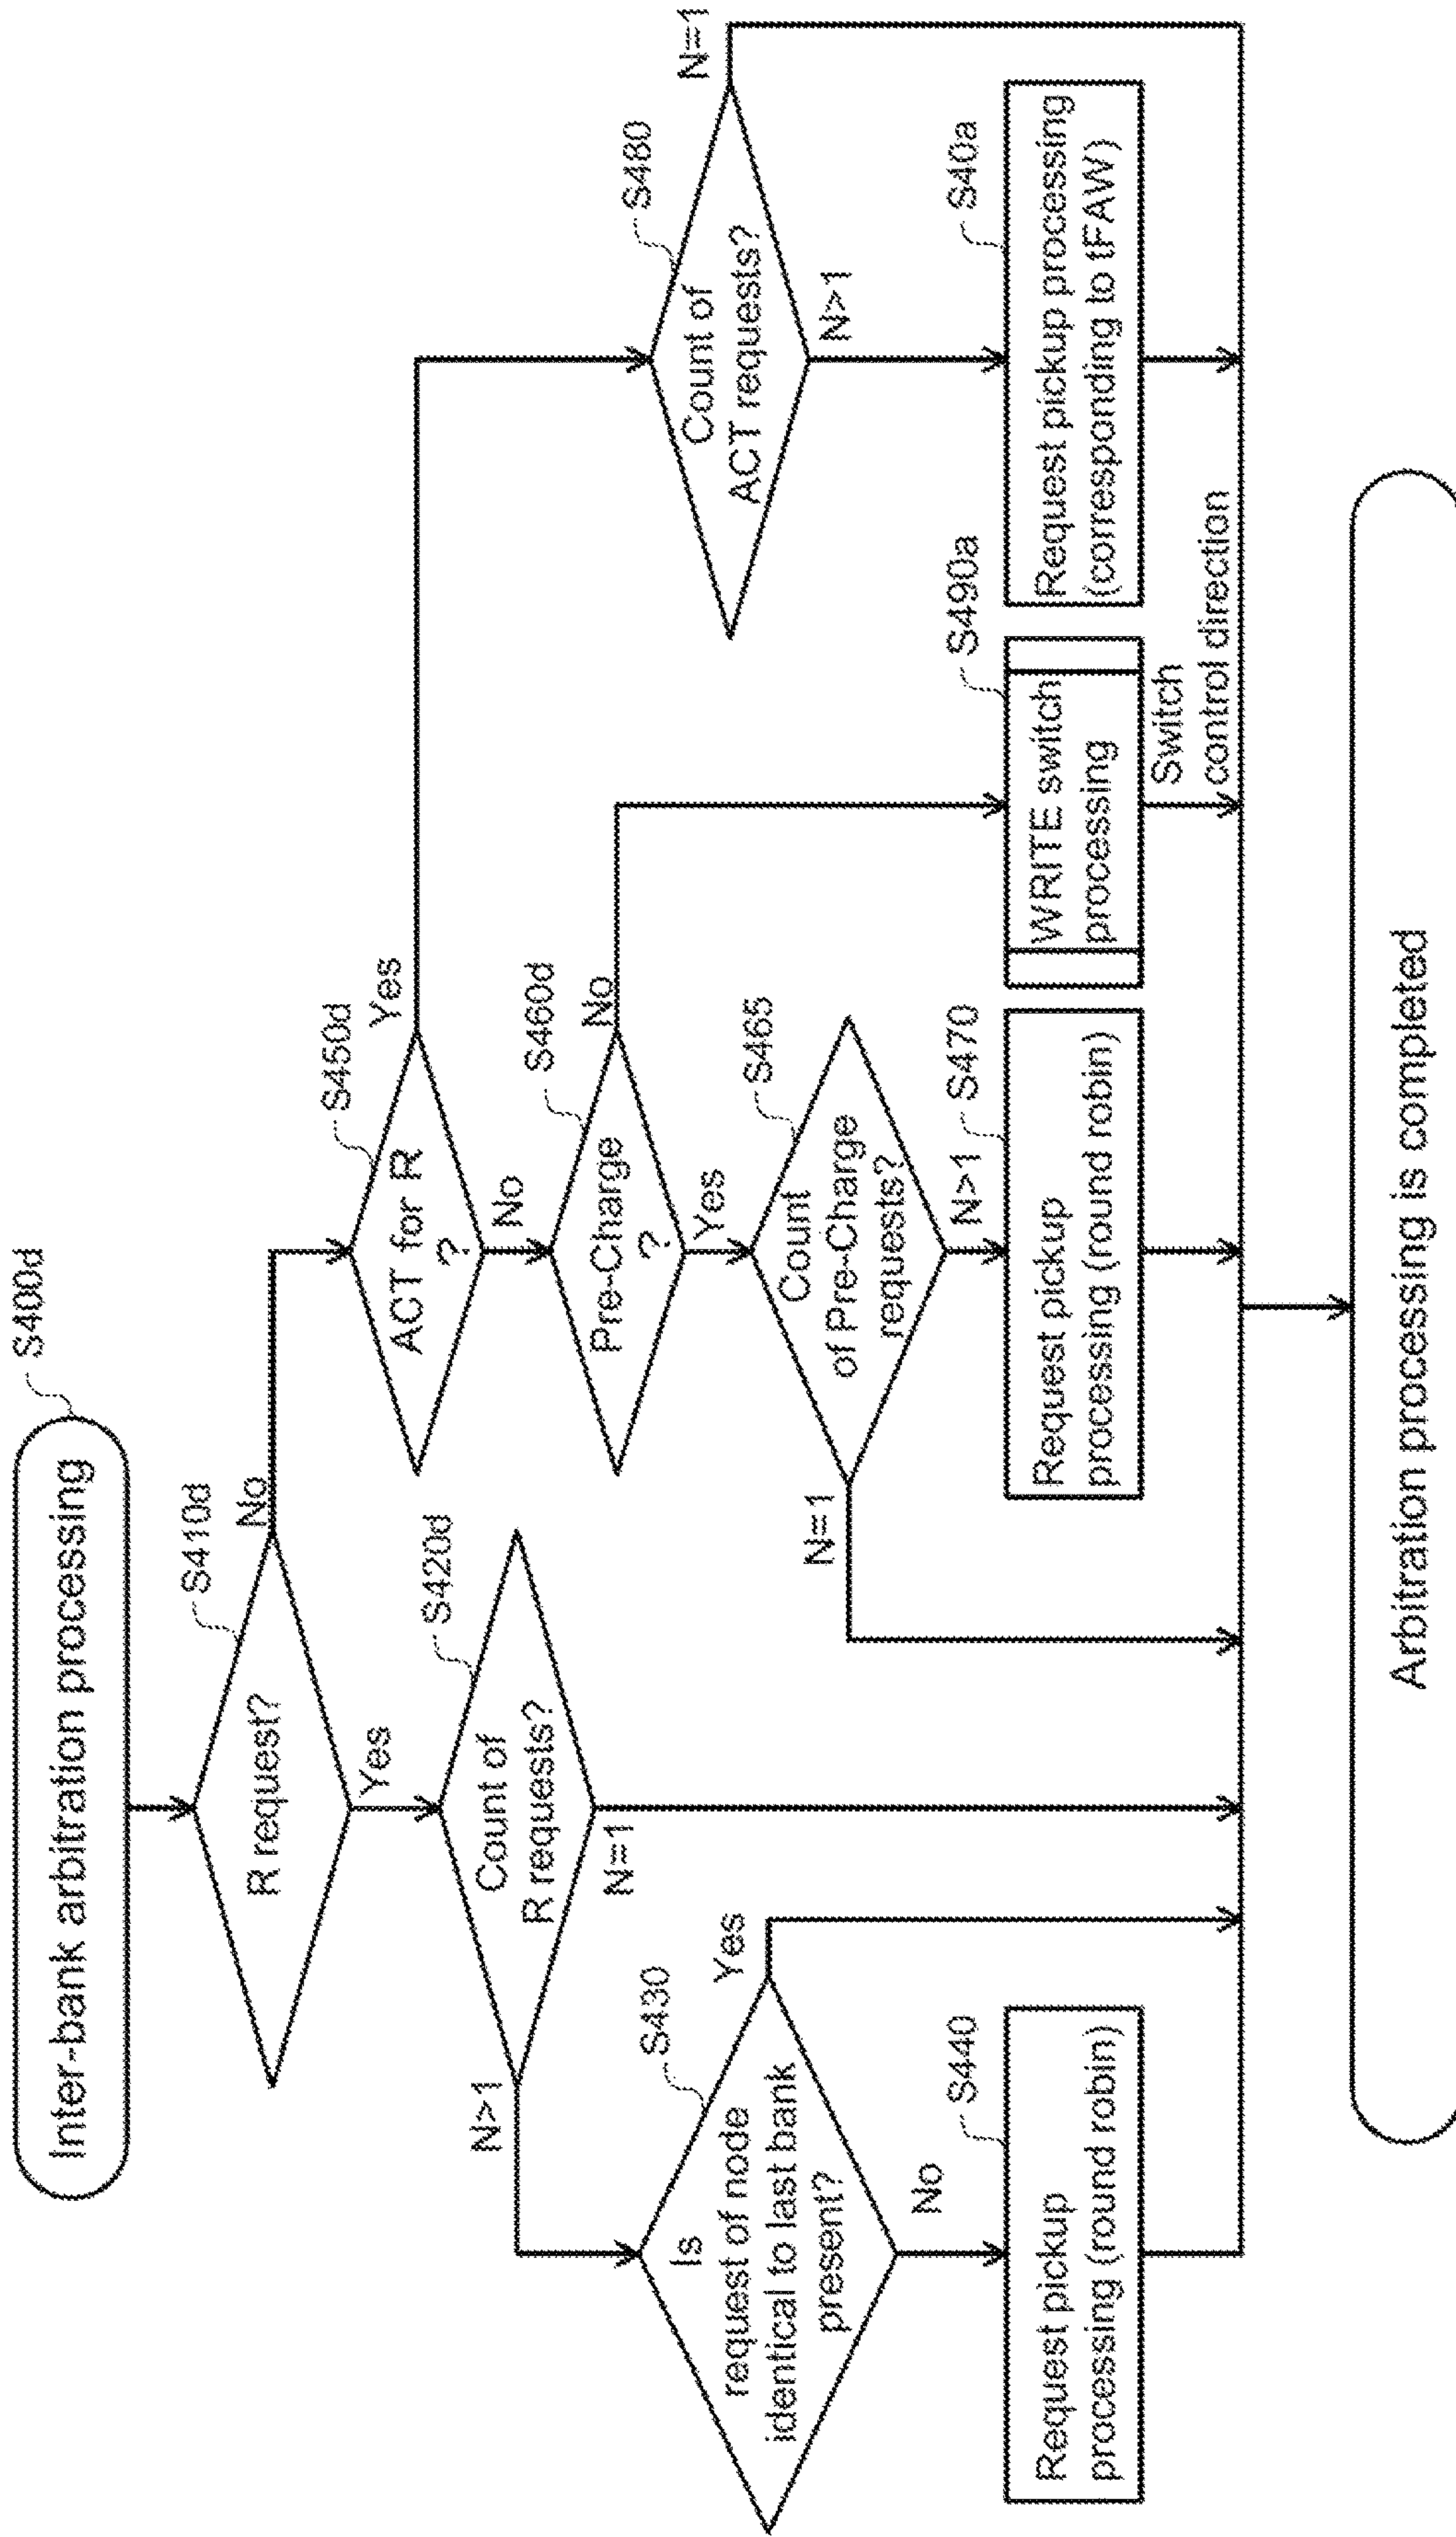 S400d
Inter-bank arbitration processing
S410d
R request?
No
Yes
S420d
Count of
R requests?
N>1
N=1
S430
Is
request of node
identical to last bank
present?
Yes
No
S440
Request pickup
processing (round robin)
S450d
ACT for R
?
Yes
No
S460d
Pre-Charge
?
No
Yes
S465
Count
of Pre-Charge
requests?
N=1
N>1
S470
Request pickup
processing (round robin)
S490a
WRITE switch
processing
Switch
control direction
S480
Count of
ACT requests?
N=1
N>1
S40a
Request pickup processing
(corresponding to tFAW)
Arbitration processing is completed